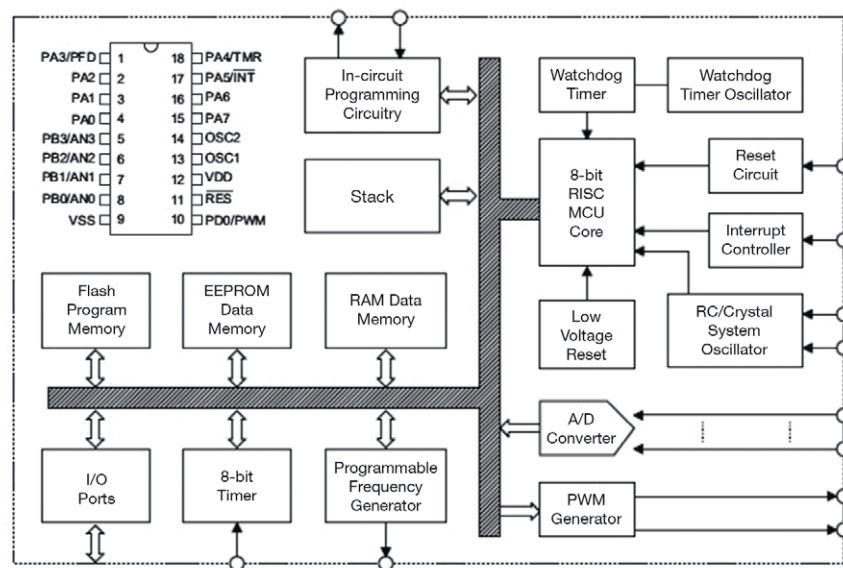 PA3/PFD 1 18 PA4/TMR
PA2 2 17 PA5/INT
PA1 3 16 PA6
PA0 4 15 PA7
PB3/AN3 5 14 OSC2
PB2/AN2 6 13 OSC1
PB1/AN1 7 12 VDD
PB0/AN0 8 11 RES
VSS 9 10 PD0/PWM
In-circuit
Programming
Circuitry
Stack
Watchdog
Timer
Watchdog
Timer Oscillator
8-bit
RISC
MCU
Core
Reset
Circuit
Interrupt
Controller
Low
Voltage
Reset
RC/Crystal
System
Oscillator
Flash
Program
Memory
EEPROM
Data
Memory
RAM Data
Memory
A/D
Converter
I/O
Ports
8-bit
Timer
Programmable
Frequency
Generator
PWM
Generator